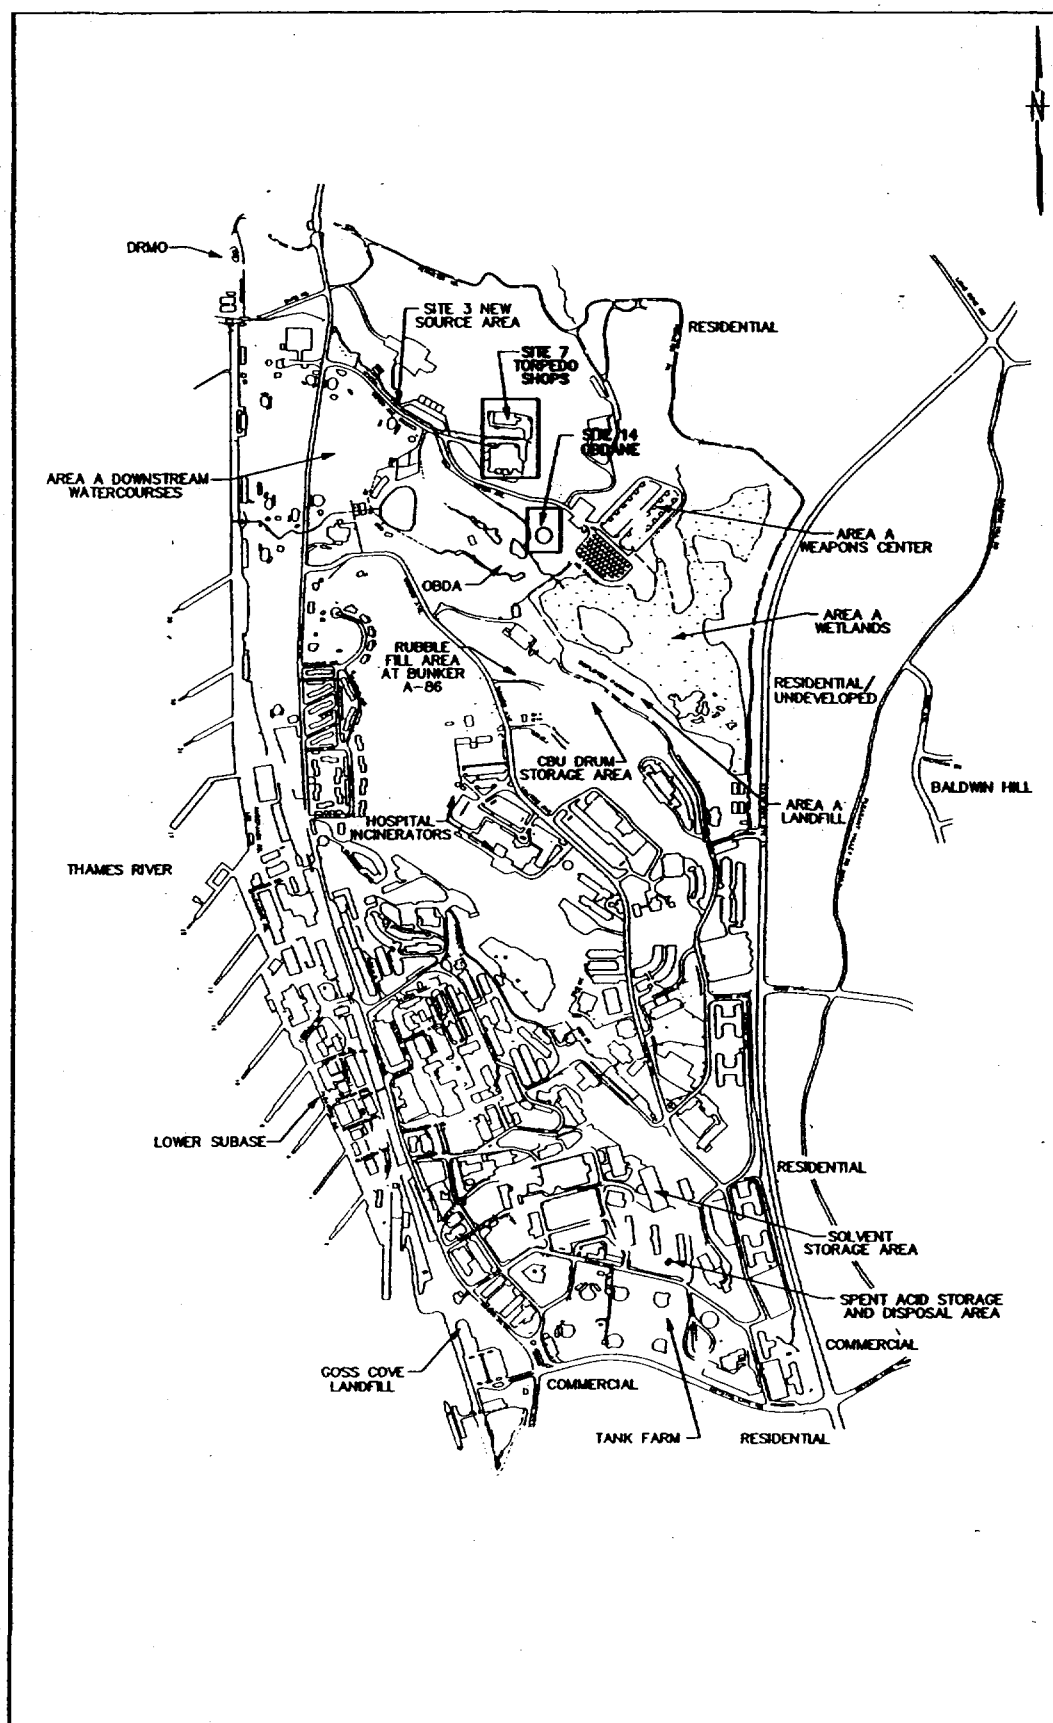 N
DRMO
SITE 3 NEW
SOURCE AREA
RESIDENTIAL
SITE 7
TORPEDO
SHOPS
SITE 14
OBDANE
AREA A DOWNSTREAM
WATERCOURSES
AREA A
WEAPONS CENTER
OBDA
AREA A
WETLANDS
RUBBLE
FILL AREA
AT BUNKER
A-86
RESIDENTIAL/
UNDEVELOPED
CBU DRUM
STORAGE AREA
BALDWIN HILL
AREA A
LANDFILL
HOSPITAL
INCINERATORS
THAMES RIVER
LOWER SUBASE
RESIDENTIAL
SOLVENT
STORAGE AREA
SPENT ACID STORAGE
AND DISPOSAL AREA
COMMERCIAL
GOSS COVE
LANDFILL
COMMERCIAL
TANK FARM
RESIDENTIAL